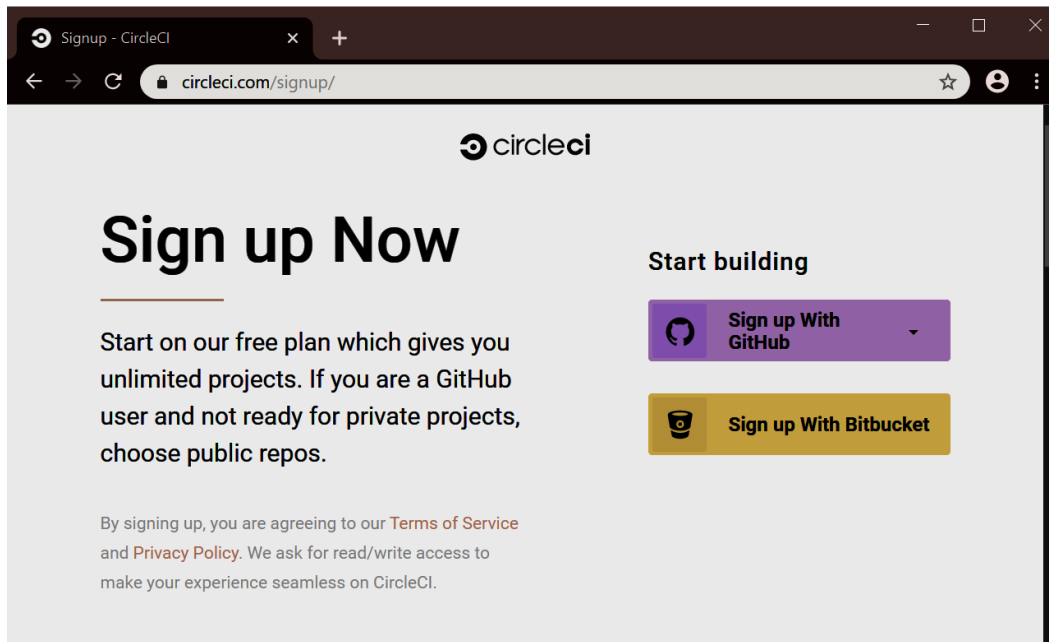 Signup - CircleCI
circleci.com/signup/
circleci
Sign up Now
Start on our free plan which gives you
unlimited projects. If you are a GitHub
user and not ready for private projects,
choose public repos.
By signing up, you are agreeing to our Terms of Service
and Privacy Policy. We ask for read/write access to
make your experience seamless on CircleCI.
Start building
Sign up With
GitHub
Sign up With Bitbucket